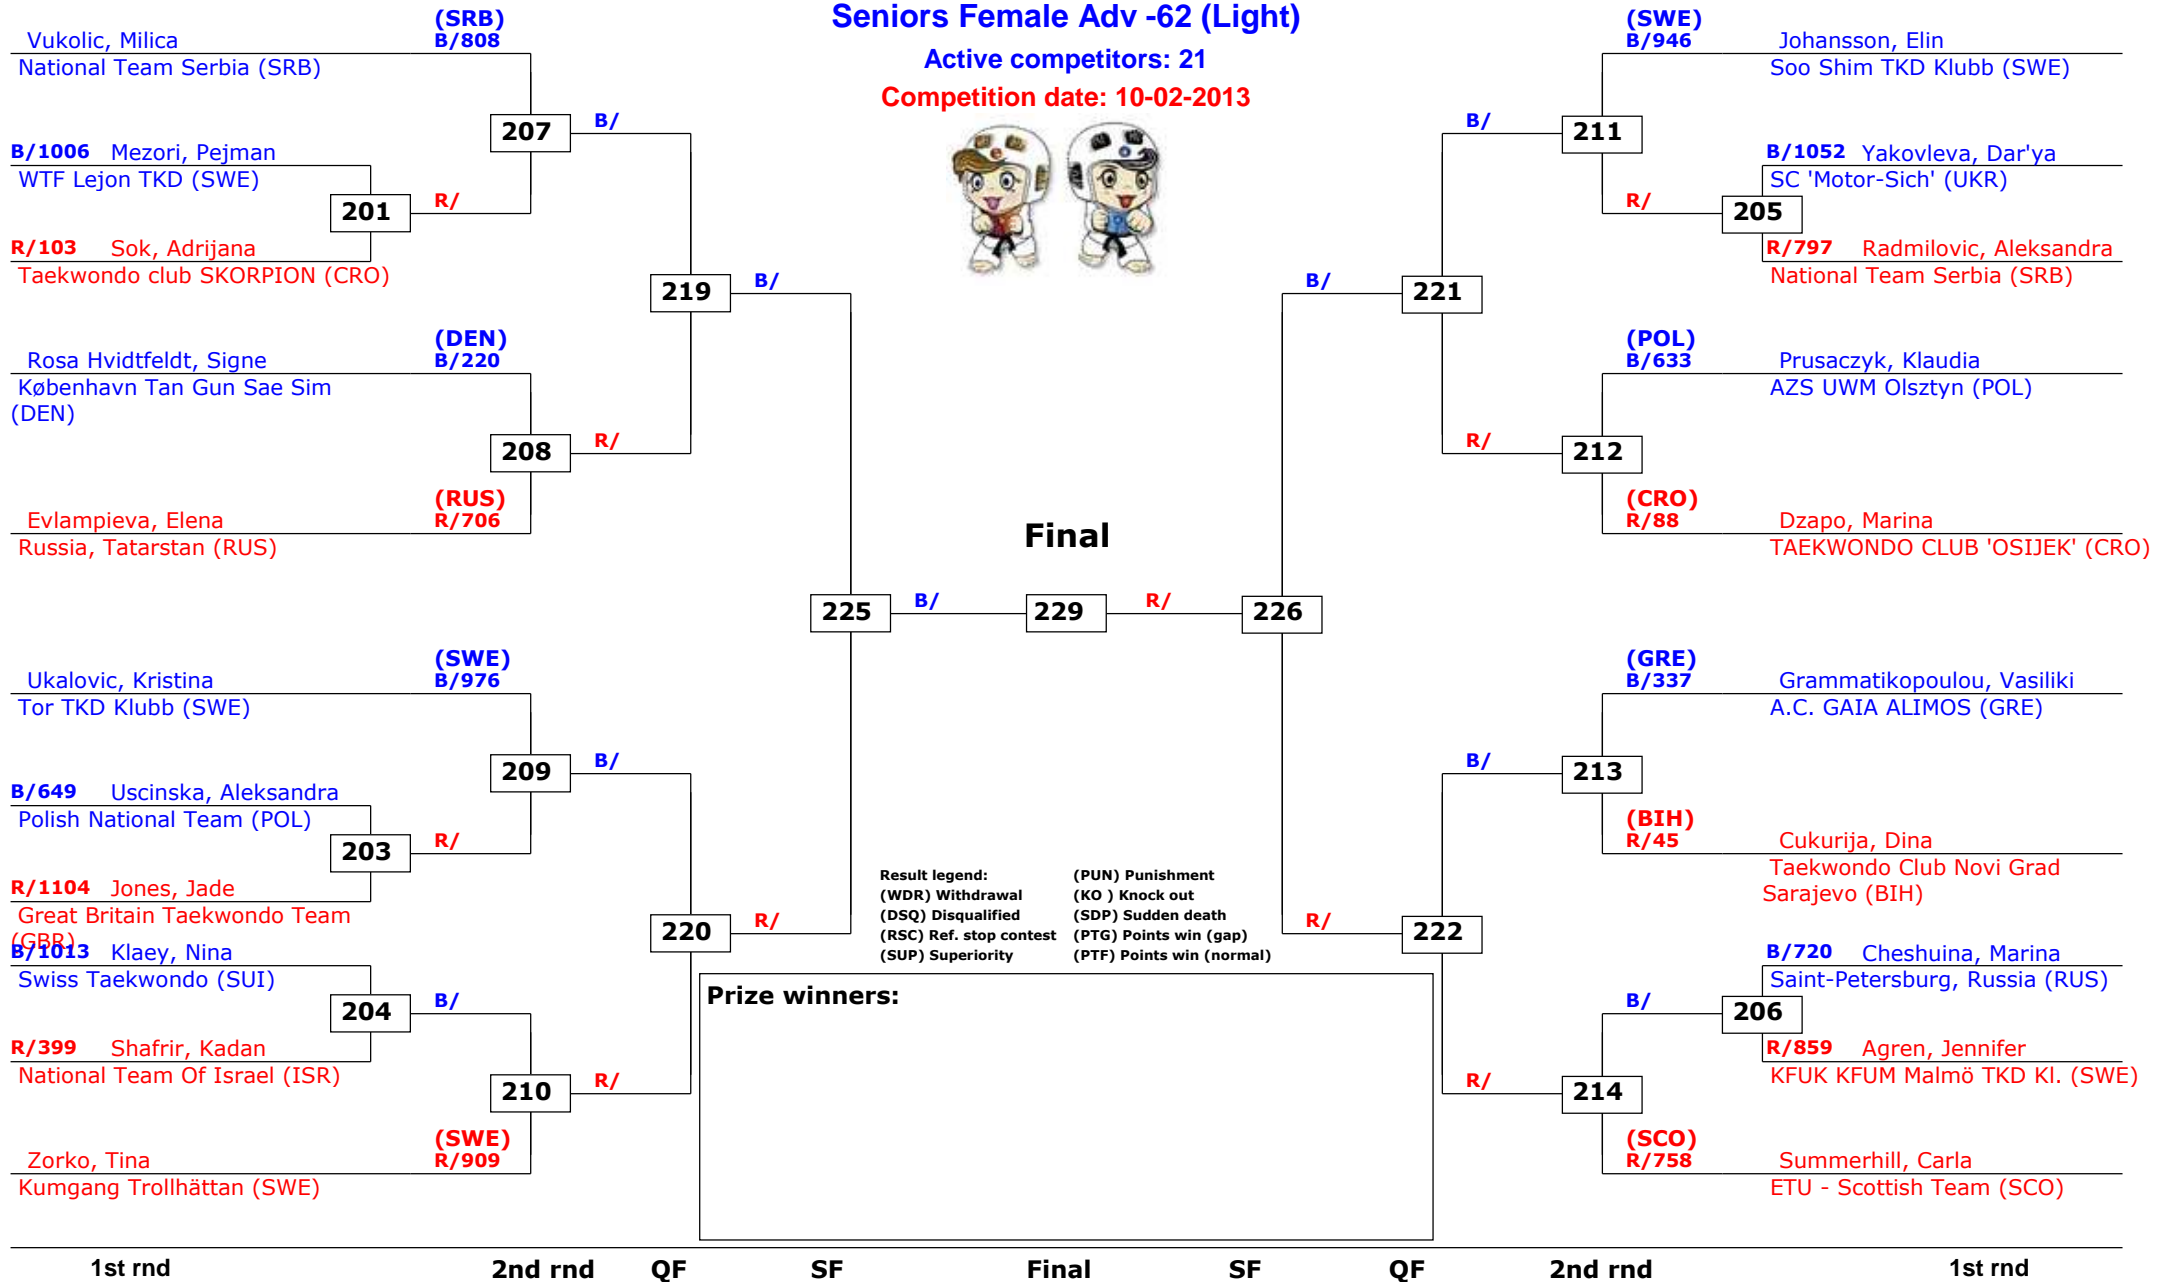 Seniors Female Adv -62 (Light)
Active competitors: 21
Competition date: 10-02-2013
(SRB)
Vukolic, Milica B/808
National Team Serbia (SRB)
207
B/
B/1006 Mezori, Pejman
WTF Lejon TKD (SWE)
201
R/
R/103 Sok, Adrijana
Taekwondo club SKORPION (CRO)
219
B/
(DEN)
Rosa Hvidtfeldt, Signe B/220
København Tan Gun Sae Sim
(DEN)
208
R/
(RUS)
Evlampieva, Elena R/706
Russia, Tatarstan (RUS)
225
B/
(SWE)
Ukalovic, Kristina B/976
Tor TKD Klubb (SWE)
209
B/
B/649 Uscinska, Aleksandra
Polish National Team (POL)
203
R/
R/1104 Jones, Jade
Great Britain Taekwondo Team
(GBR)
220
R/
B/1013 Klaey, Nina
Swiss Taekwondo (SUI)
204
B/
R/399 Shafrir, Kadan
National Team Of Israel (ISR)
210
R/
(SWE)
Zorko, Tina R/909
Kumgang Trollhättan (SWE)
Final
229
R/
226
(SWE)
B/946 Johansson, Elin
Soo Shim TKD Klubb (SWE)
B/
211
B/1052 Yakovleva, Dar'ya
SC 'Motor-Sich' (UKR)
R/
205
R/797 Radmilovic, Aleksandra
National Team Serbia (SRB)
B/
221
(POL)
B/633 Prusaczyk, Klaudia
AZS UWM Olsztyn (POL)
R/
212
(CRO)
R/88 Dzapo, Marina
TAEKWONDO CLUB 'OSIJEK' (CRO)
(GRE)
B/337 Grammatikopoulou, Vasiliki
A.C. GAIA ALIMOS (GRE)
B/
213
(BIH)
R/45 Cukurija, Dina
Taekwondo Club Novi Grad
Sarajevo (BIH)
R/
222
B/720 Cheshuina, Marina
Saint-Petersburg, Russia (RUS)
B/
206
R/859 Agren, Jennifer
KFUK KFUM Malmö TKD Kl. (SWE)
R/
214
(SCO)
R/758 Summerhill, Carla
ETU - Scottish Team (SCO)
Result legend: (PUN) Punishment
(WDR) Withdrawal (KO ) Knock out
(DSQ) Disqualified (SDP) Sudden death
(RSC) Ref. stop contest (PTG) Points win (gap)
(SUP) Superiority (PTF) Points win (normal)
Prize winners:
1st rnd 2nd rnd QF SF Final SF QF 2nd rnd 1st rnd